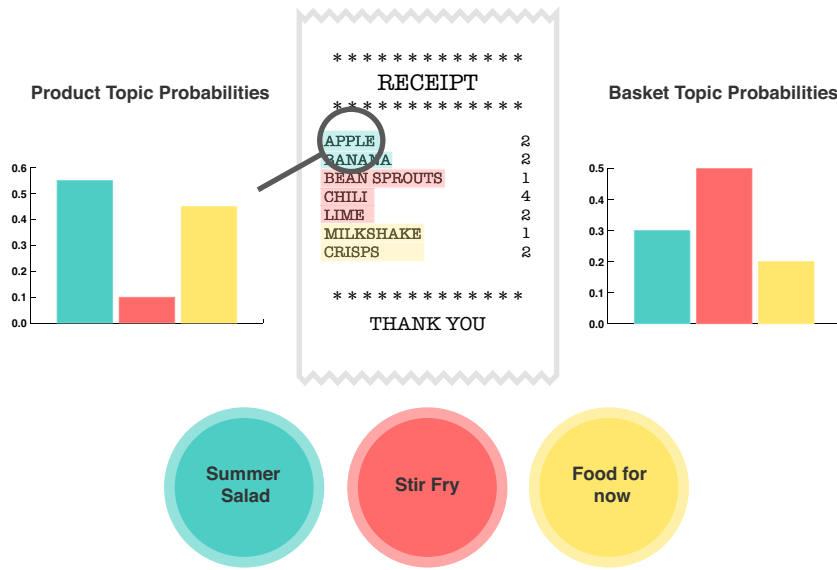 Product Topic Probabilities
0.6
0.5
0.4
0.3
0.2
0.1
0.0
* * * * * * * * * * * * *
RECEIPT
* * * * * * * * * * * * *
APPLE 2
BANANA 2
BEAN SPROUTS 1
CHILI 4
LIME 2
MILKSHAKE 1
CRISPS 2
* * * * * * * * * * * * *
THANK YOU
Basket Topic Probabilities
0.5
0.4
0.3
0.2
0.1
0.0
Summer
Salad
Stir Fry
Food for
now